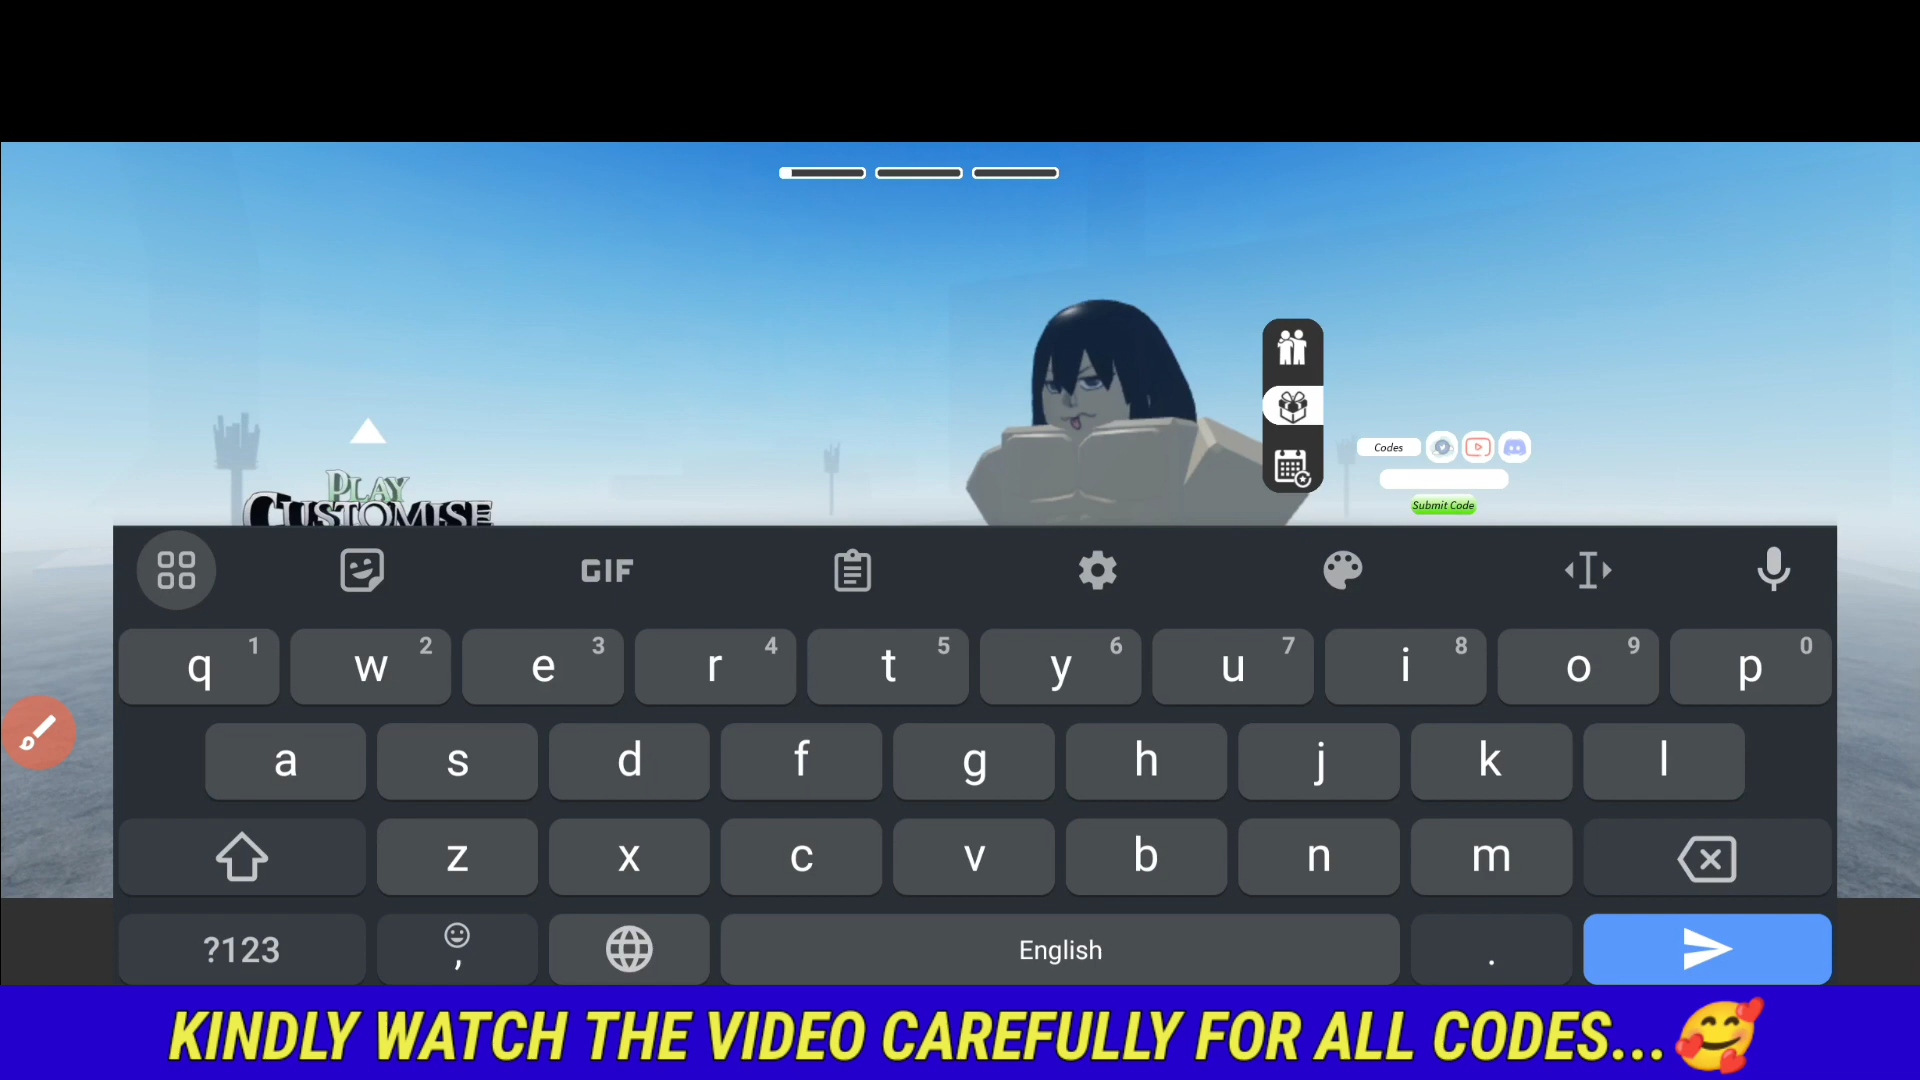 PLAY
CUSTOMISE
Codes
Submit Code
GIF
q 1 w 2 e 3 r 4 t 5 y 6 u 7 i 8 o 9 p 0
a s d f g h j k l
z x c v b n m
?123 , English .
KINDLY WATCH THE VIDEO CAREFULLY FOR ALL CODES...🥰